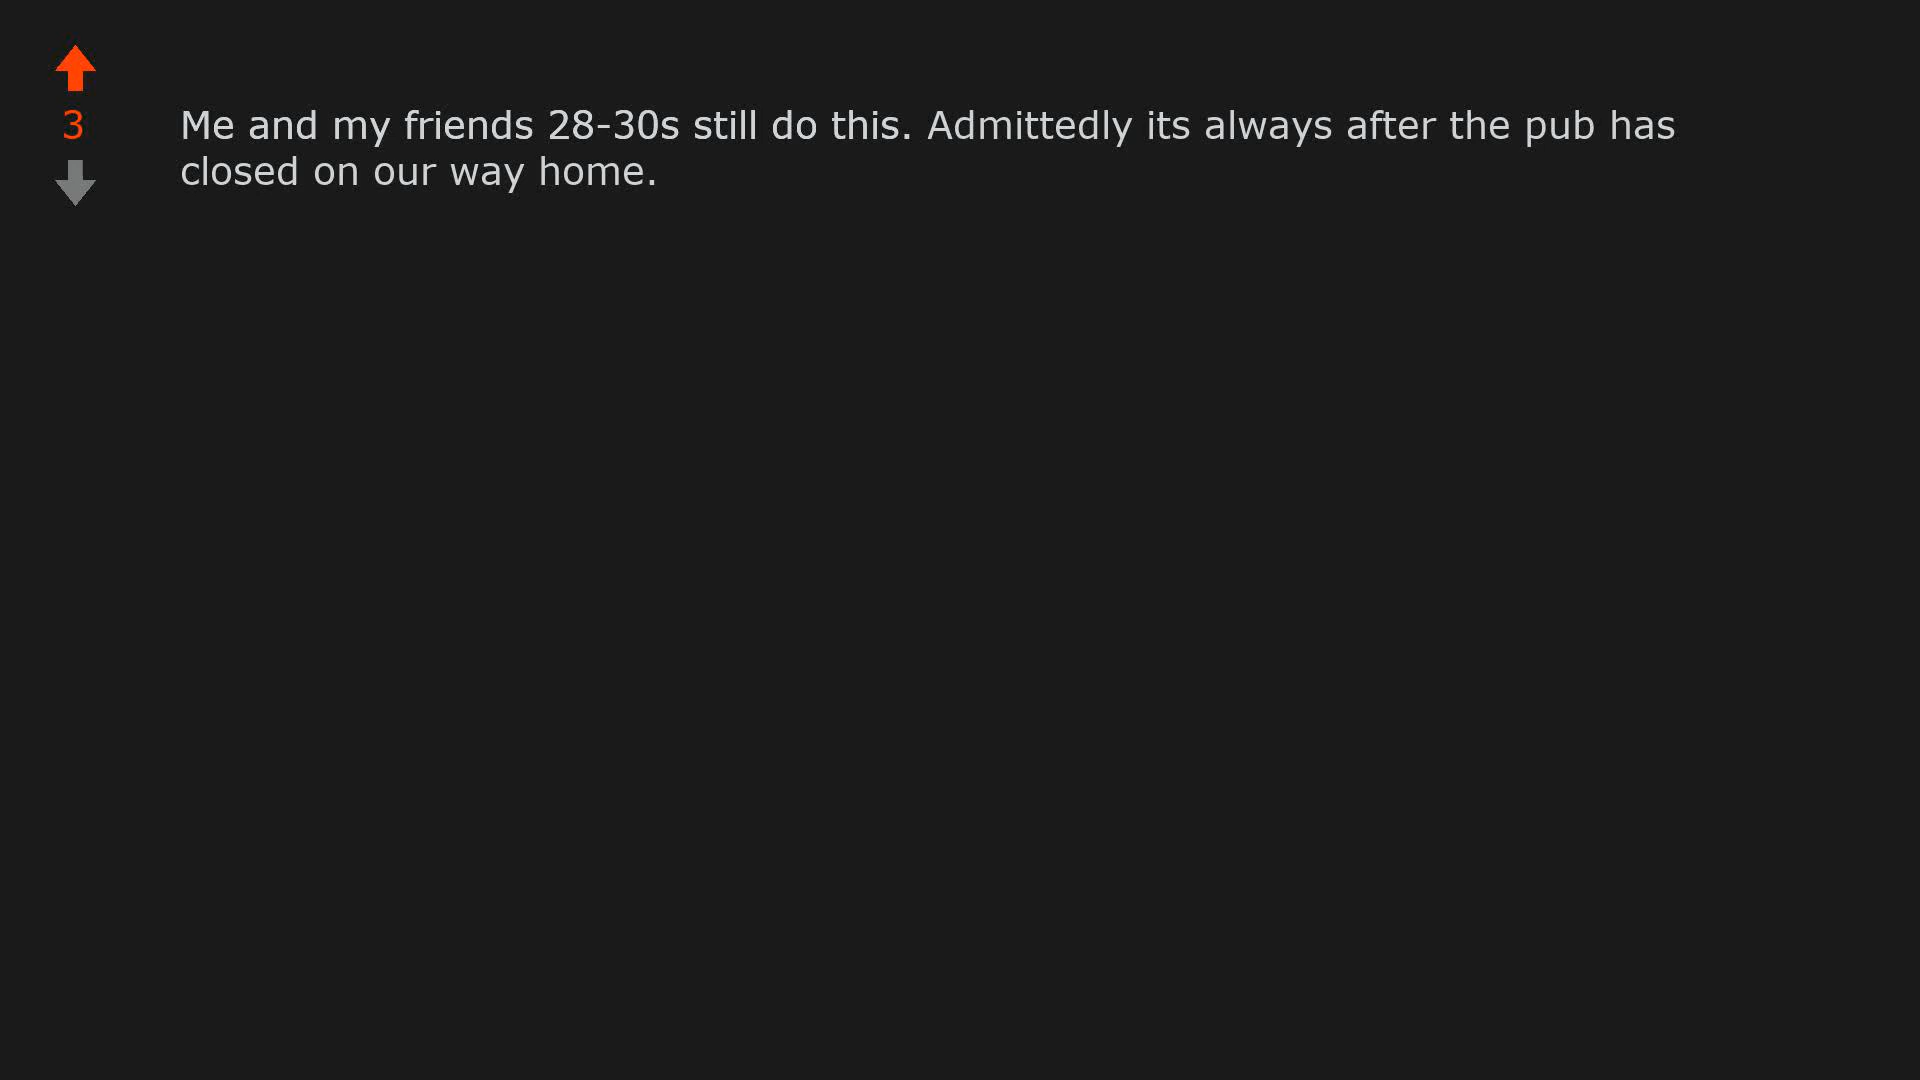 3
Me and my friends 28-30s still do this. Admittedly its always after the pub has
closed on our way home.